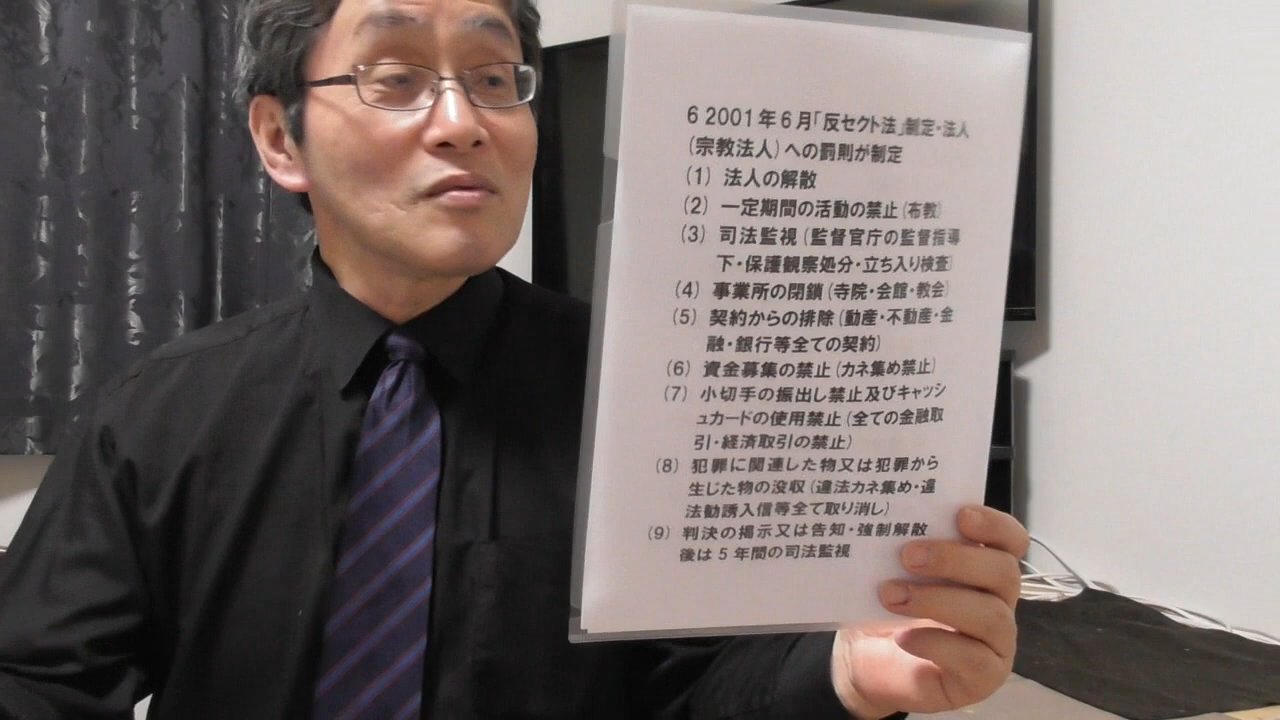 6 2001年6月「反セクト法」制定・法人
(宗教法人)への罰則が制定
(1) 法人の解散
(2) 一定期間の活動の禁止(布教)
(3) 司法監視(監督官庁の監督指導
下・保護観察処分・立ち入り検査)
(4) 事業所の閉鎖(寺院・会館・教会)
(5) 契約からの排除(動産・不動産・金
融・銀行等全ての契約)
(6) 資金募集の禁止(カネ集め禁止)
(7) 小切手の振出し禁止及びキャッシ
ュカードの使用禁止(全ての金融取
引・経済取引の禁止)
(8) 犯罪に関連した物又は犯罪から
生じた物の没収(違法カネ集め・違
法勧誘入信等全て取り消し)
(9) 判決の掲示又は告知・強制解散
後は5年間の司法監視